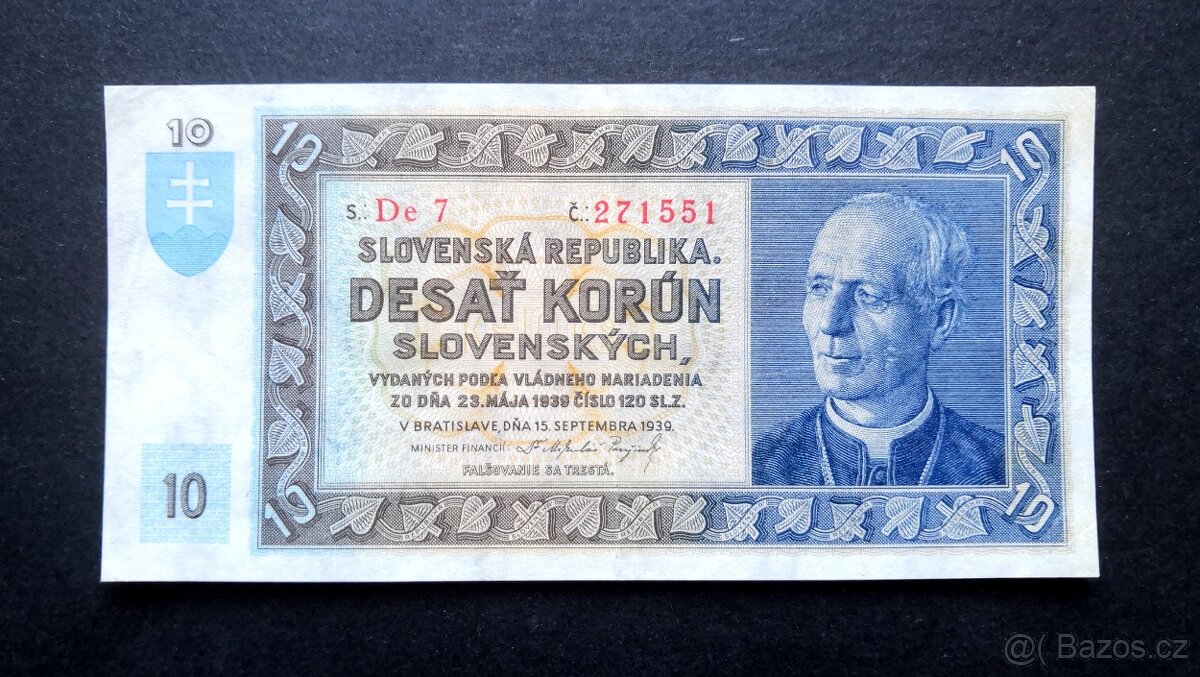 10
10
10
S.: De 7 Č.: 271551
SLOVENSKÁ REPUBLIKA.
DESAŤ KORÚN
SLOVENSKÝCH,
VYDANÝCH PODĽA VLÁDNEHO NARIADENIA
ZO DŇA 23. MÁJA 1939 ČÍSLO 120 SL. Z.
V BRATISLAVE, DŇA 15. SEPTEMBRA 1939.
MINISTER FINANCIÍ:
FALŠOVANIE SA TRESTÁ.
10
10
10
@( Bazos.cz